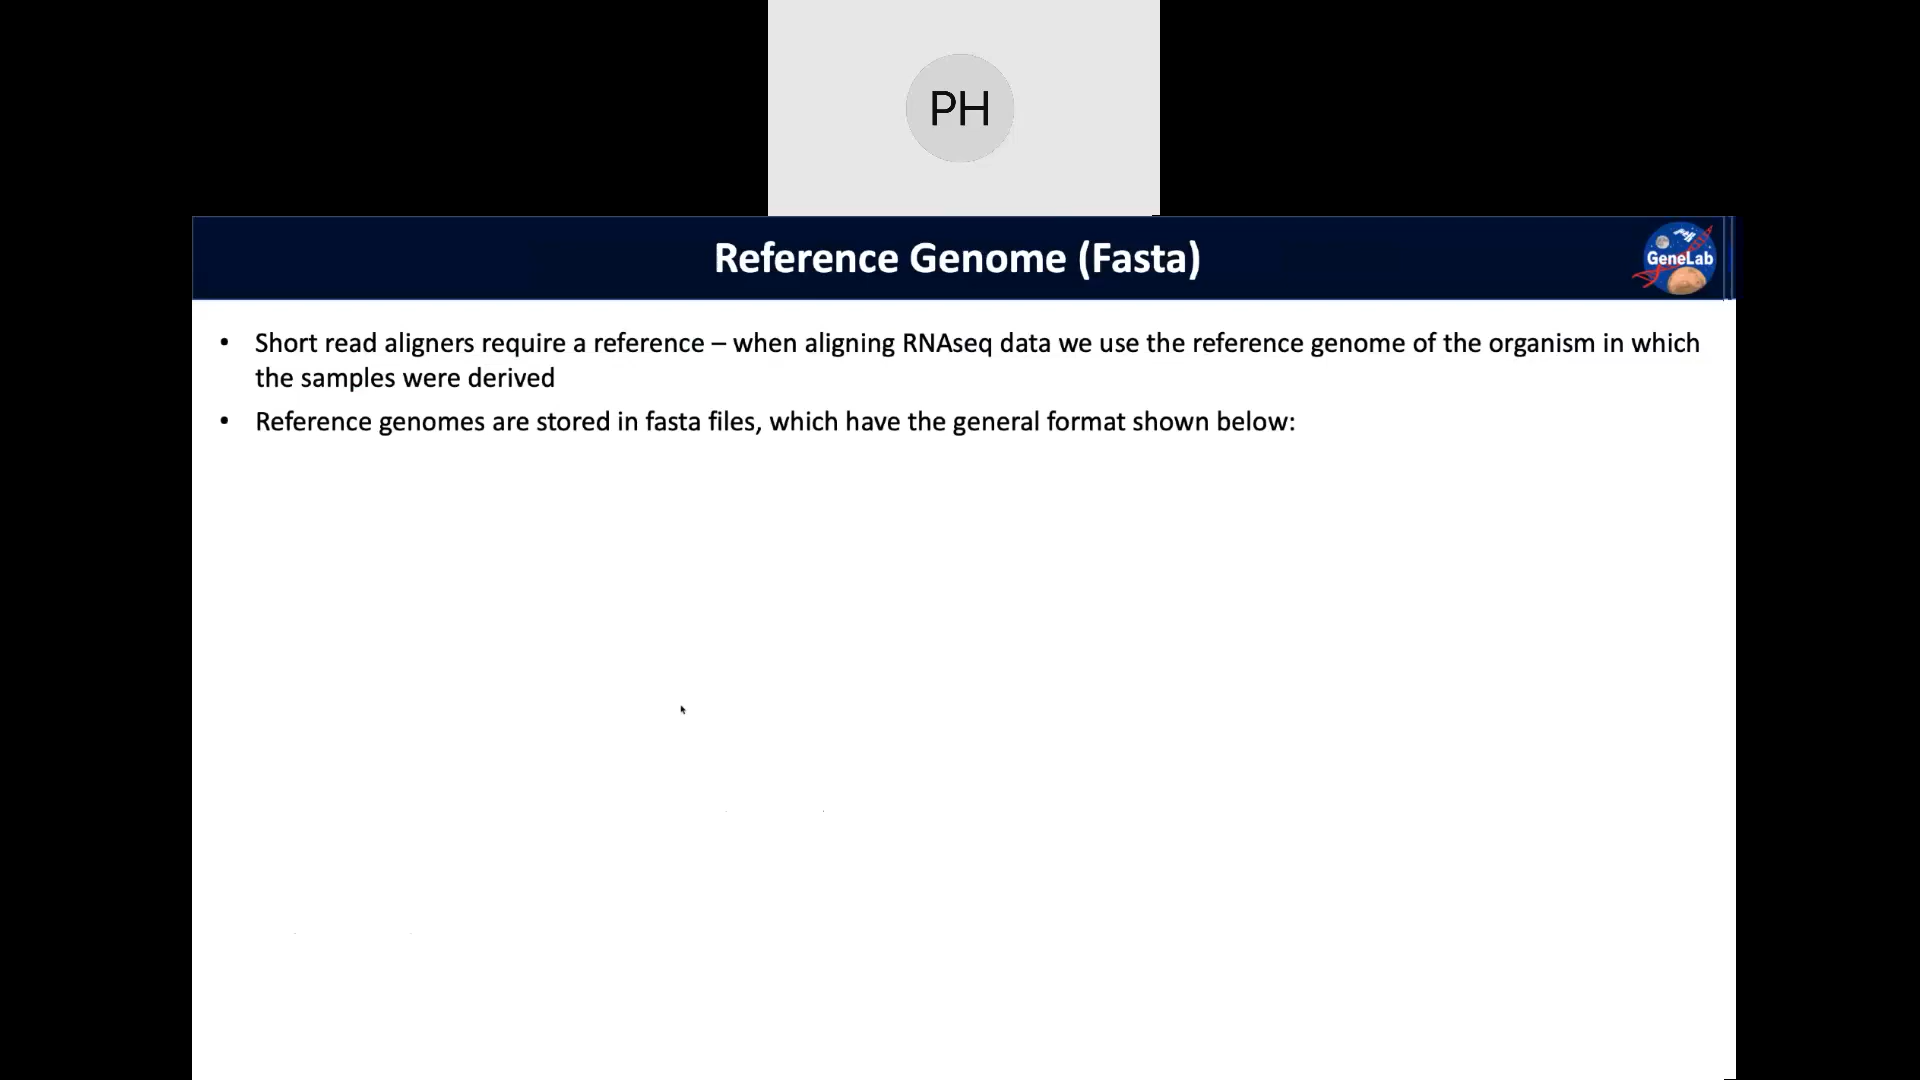 PH
Reference Genome (Fasta)
GeneLab
• Short read aligners require a reference – when aligning RNAseq data we use the reference genome of the organism in which
the samples were derived
• Reference genomes are stored in fasta files, which have the general format shown below: